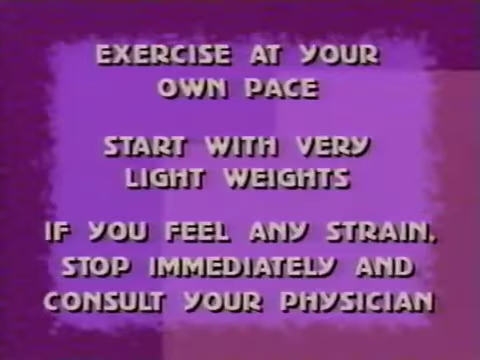 EXERCISE AT YOUR
OWN PACE
START WITH VERY
LIGHT WEIGHTS
IF YOU FEEL ANY STRAIN,
STOP IMMEDIATELY AND
CONSULT YOUR PHYSICIAN